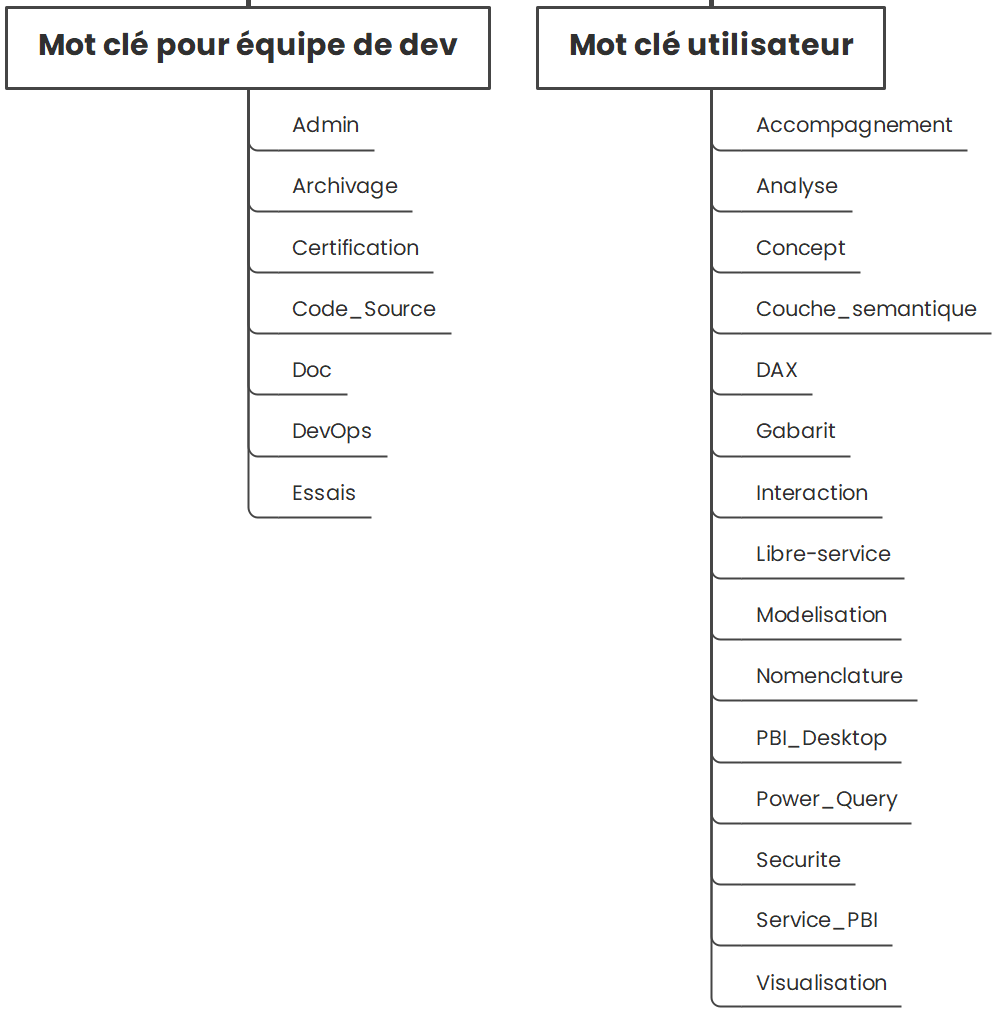 Mot clé pour équipe de dev
Admin
Archivage
Certification
Code_Source
Doc
DevOps
Essais
Mot clé utilisateur
Accompagnement
Analyse
Concept
Couche_semantique
DAX
Gabarit
Interaction
Libre-service
Modelisation
Nomenclature
PBI_Desktop
Power_Query
Securite
Service_PBI
Visualisation